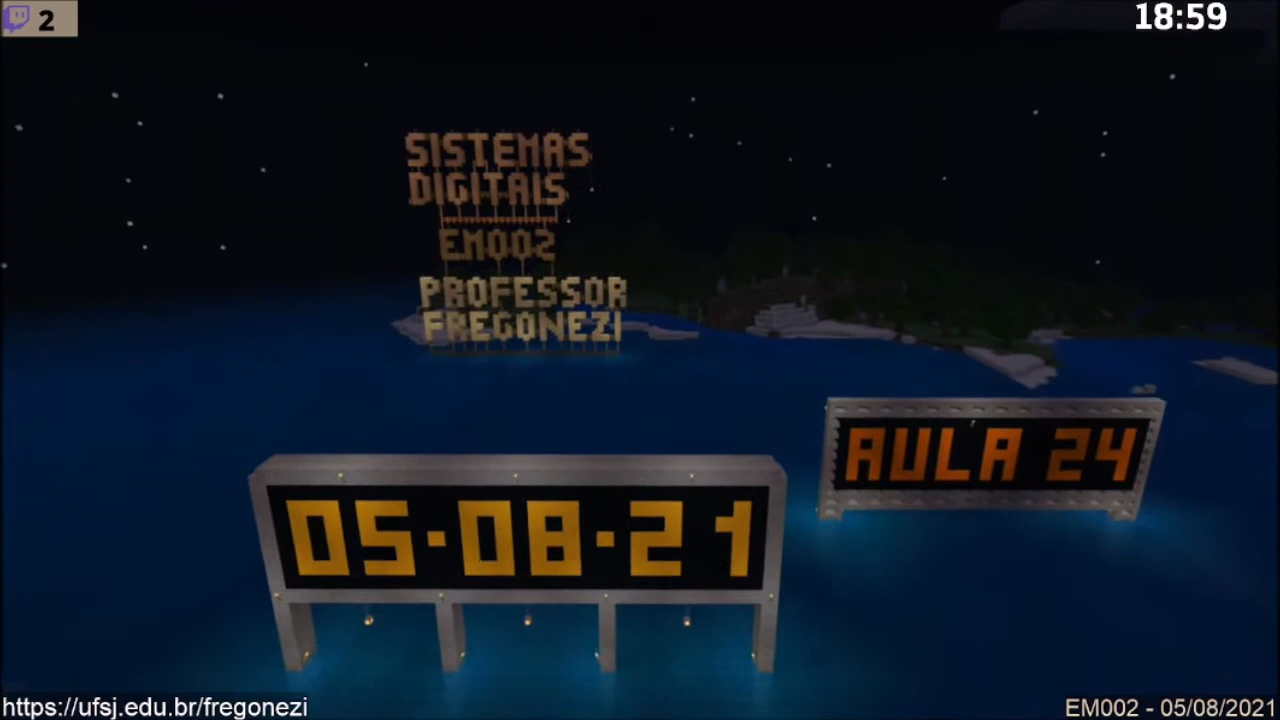 2
18:59
SISTEMAS
DIGITAIS
EM002
PROFESSOR
FREGONEZI
AULA 24
05·08·21
https://ufsj.edu.br/fregonezi
EM002 - 05/08/2021